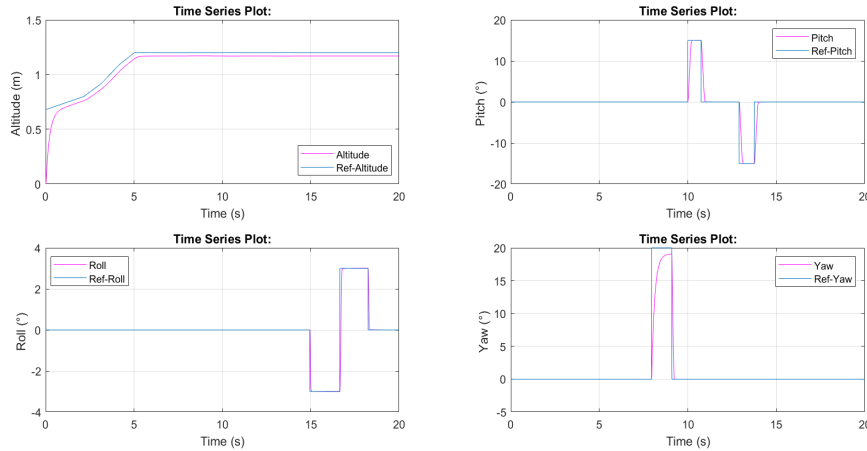 Time Series Plot:
Altitude (m)
1.5
1
0.5
0
Altitude
Ref-Altitude
0 5 10 15 20
Time (s)
Time Series Plot:
Pitch (°)
20
10
0
-10
-20
Pitch
Ref-Pitch
0 5 10 15 20
Time (s)
Time Series Plot:
Roll (°)
4
2
0
-2
-4
Roll
Ref-Roll
0 5 10 15 20
Time (s)
Time Series Plot:
Yaw (°)
20
15
10
5
0
-5
Yaw
Ref-Yaw
0 5 10 15 20
Time (s)